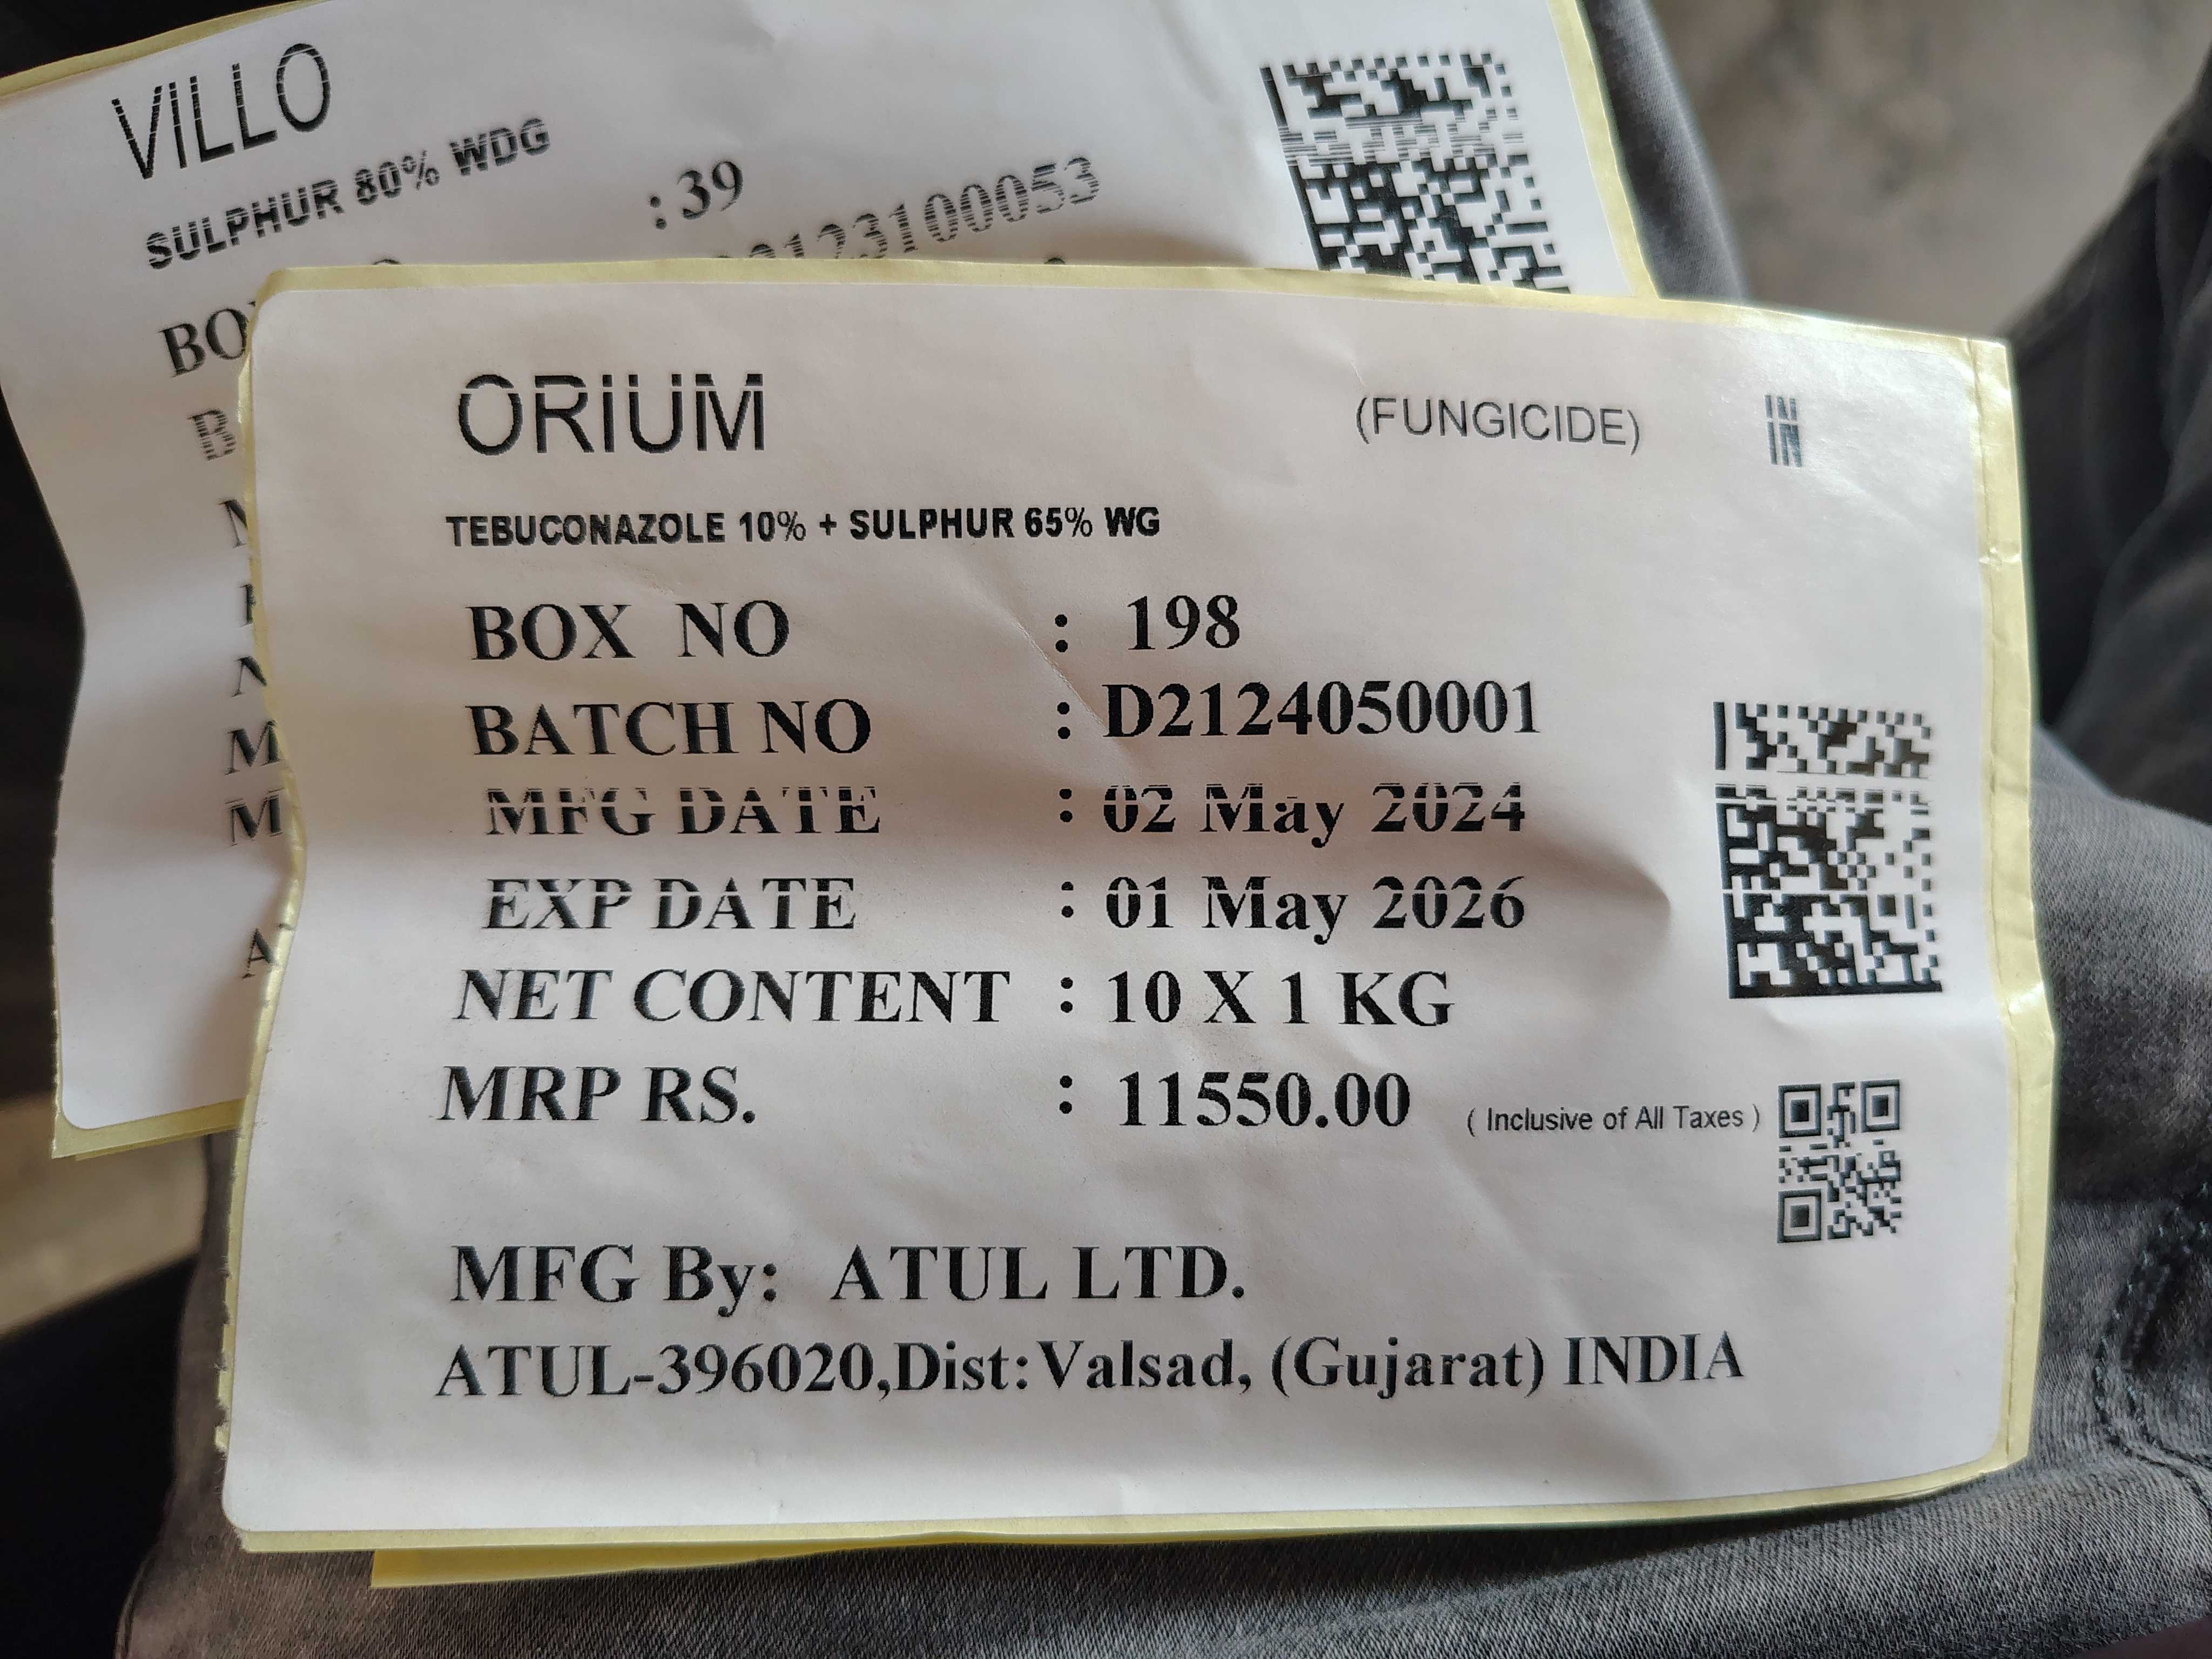 VILLO
SULPHUR 80% WDG
: 39
ORIUM
(FUNGICIDE)
IN
IN
TEBUCONAZOLE 10% + SULPHUR 65% WG
BOX NO : 198
BATCH NO : D2124050001
MFG DATE : 02 May 2024
EXP DATE : 01 May 2026
NET CONTENT : 10 X 1 KG
MRP RS. : 11550.00 ( Inclusive of All Taxes )
MFG By: ATUL LTD.
ATUL-396020,Dist:Valsad, (Gujarat) INDIA